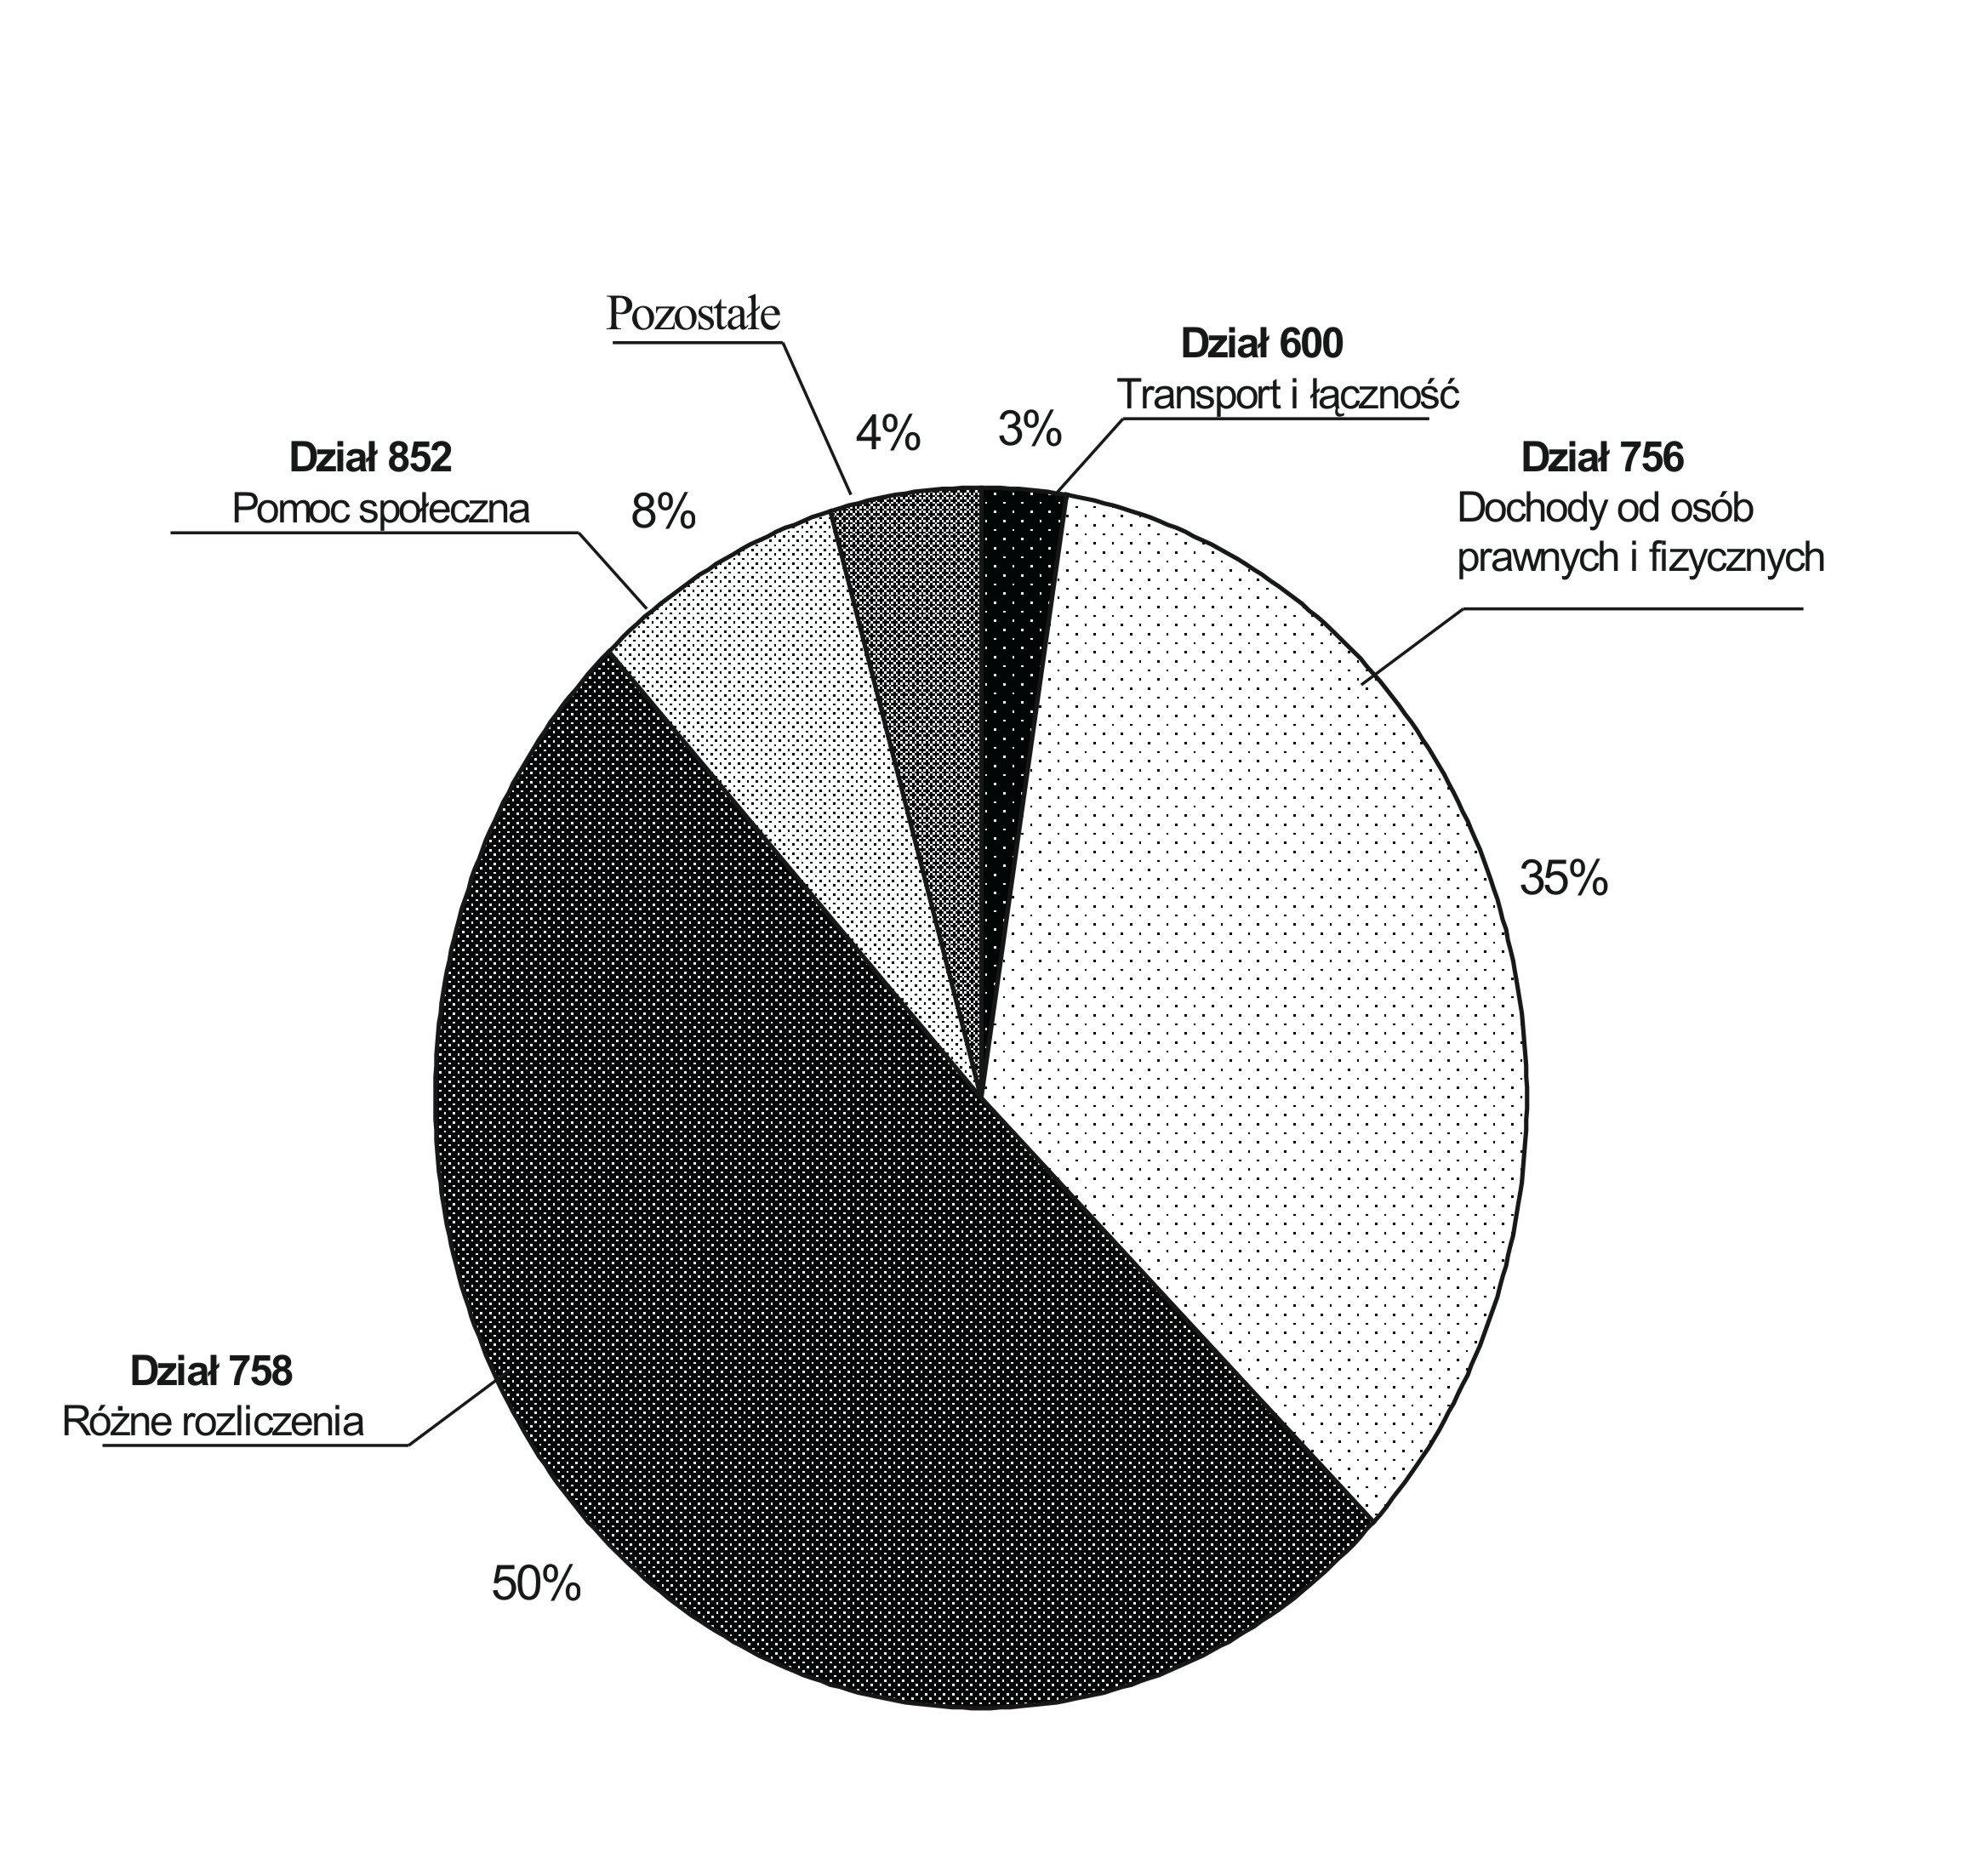 Pozostałe
Dział 600
Transport i łączność
4%
3%
Dział 852
Pomoc społeczna
8%
Dział 756
Dochody od osób
prawnych i fizycznych
35%
Dział 758
Różne rozliczenia
50%